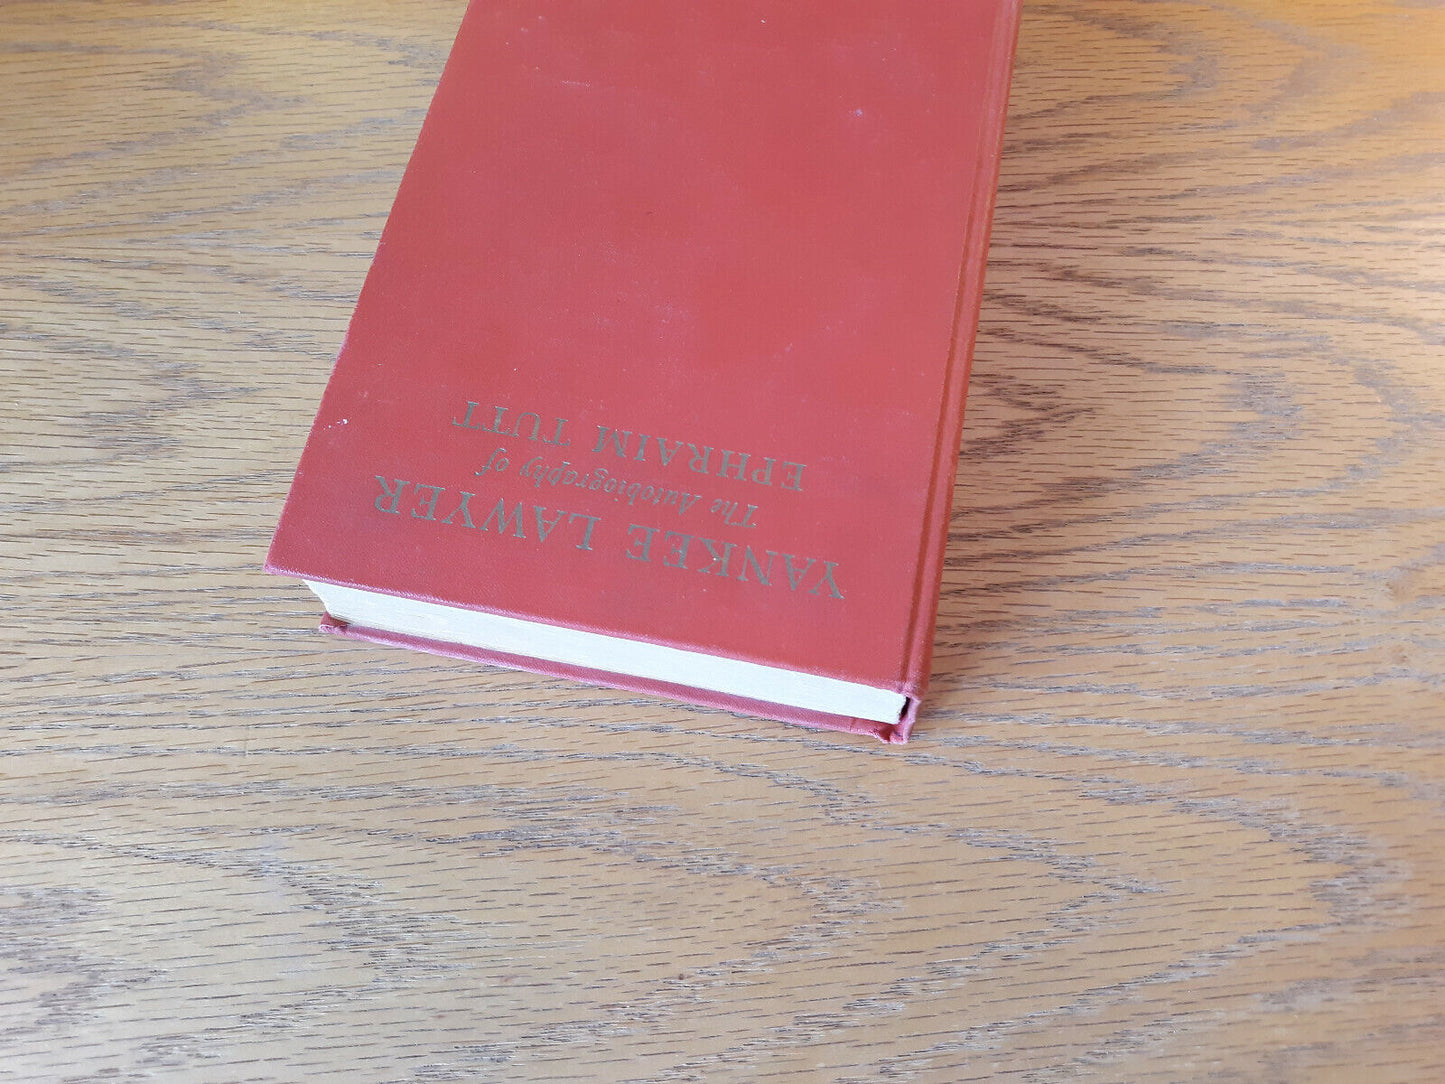 YANKEE LAWYER
The Autobiography of
EPHRAIM TUTT